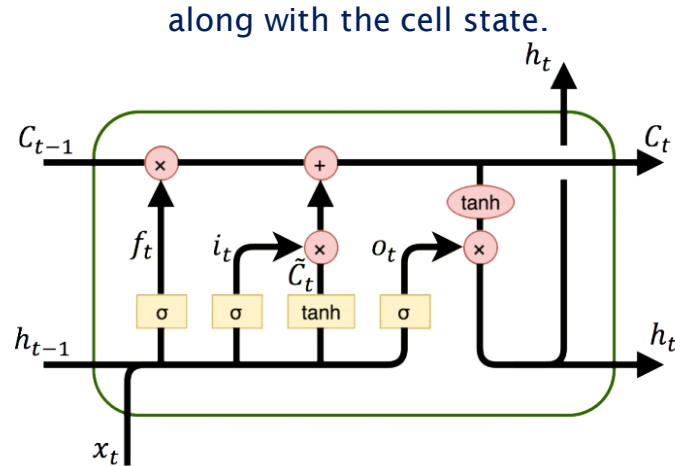 along with the cell state.
h_t
C_{t-1} × + C_t
tanh
f_t i_t × o_t ×
C̃_t
σ σ tanh σ
h_{t-1} h_t
x_t